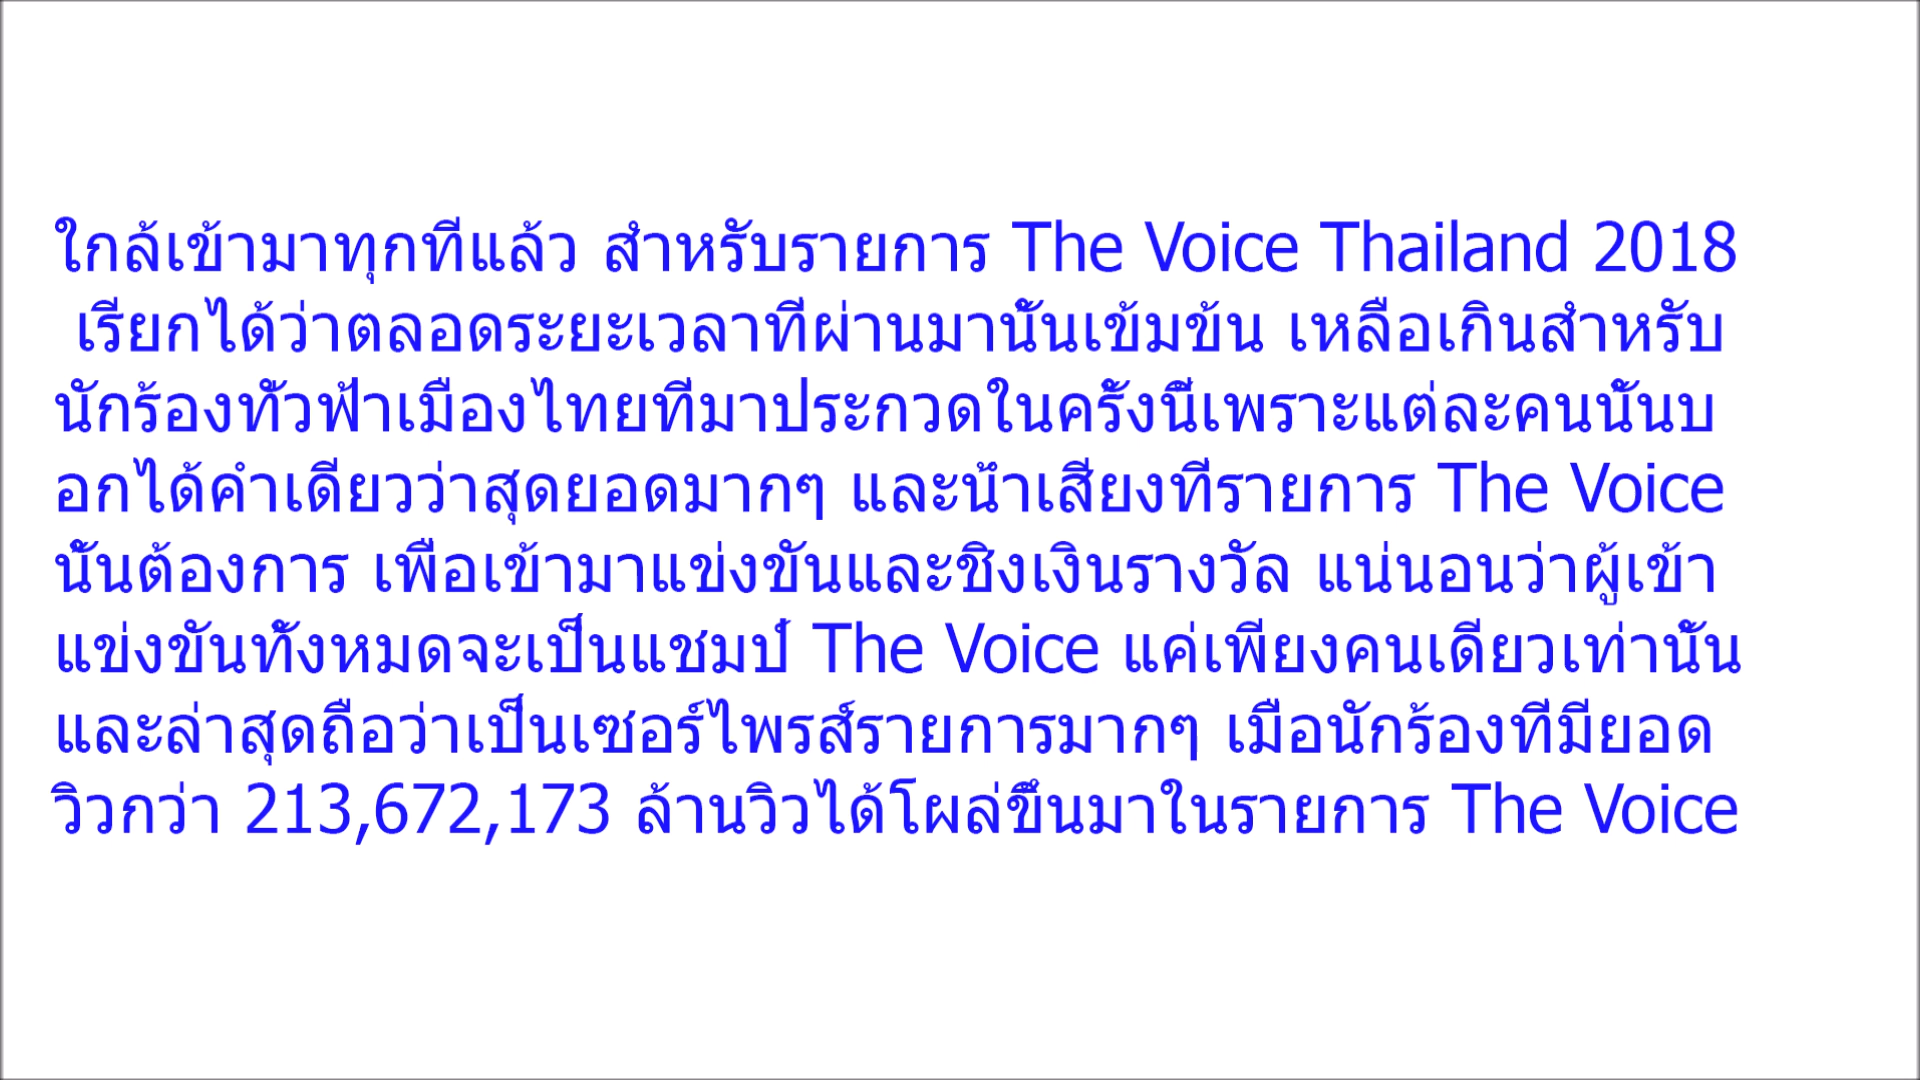 ใกล้เข้ามาทุกทีแล้ว สำหรับรายการ The Voice Thailand 2018
เรียกได้ว่าตลอดระยะเวลาที่ผ่านมานั้นเข้มข้น เหลือเกินสำหรับ
นักร้องทั่วฟ้าเมืองไทยที่มาประกวดในครั้งนี้เพราะแต่ละคนนั้นบ
อกได้คำเดียวว่าสุดยอดมากๆ และน้ำเสียงที่รายการ The Voice
นั้นต้องการ เพื่อเข้ามาแข่งขันและชิงเงินรางวัล แน่นอนว่าผู้เข้า
แข่งขันทั้งหมดจะเป็นแชมป์ The Voice แค่เพียงคนเดียวเท่านั้น
และล่าสุดถือว่าเป็นเซอร์ไพรส์รายการมากๆ เมื่อนักร้องที่มียอด
วิวกว่า 213,672,173 ล้านวิวได้โผล่ขึ้นมาในรายการ The Voice